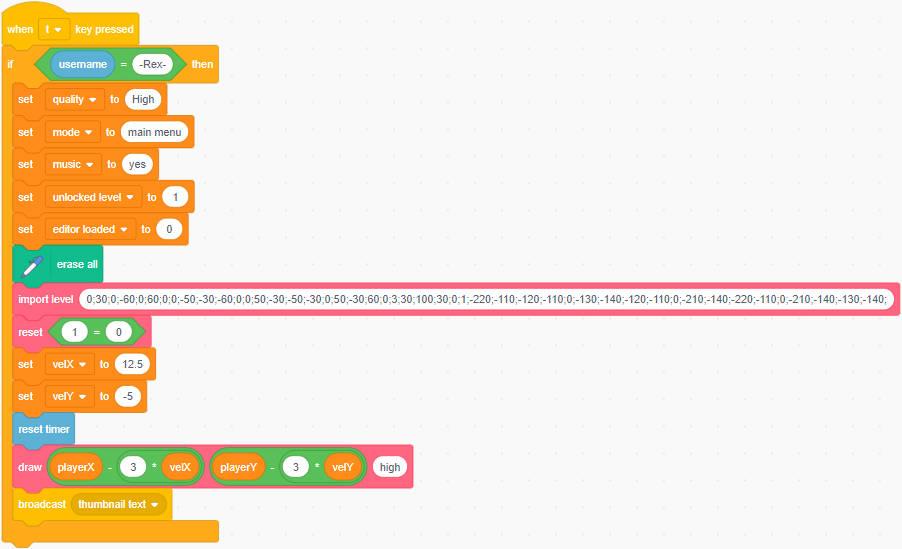 when t key pressed
if username = -Rex- then
set quality to High
set mode to main menu
set music to yes
set unlocked level to 1
set editor loaded to 0
erase all
import level 0;30;0;-60;0;60;0;0;-50;-30;-60;0;0;50;-30;-50;-30;0;50;-30;60;0;3;30;100;30;0;1;-220;-110;-120;-110;0;-130;-140;-120;-110;0;-210;-140;-220;-110;0;-210;-140;-130;-140;
reset 1 = 0
set velX to 12.5
set velY to -5
reset timer
draw playerX - 3 * velX playerY - 3 * velY high
broadcast thumbnail text